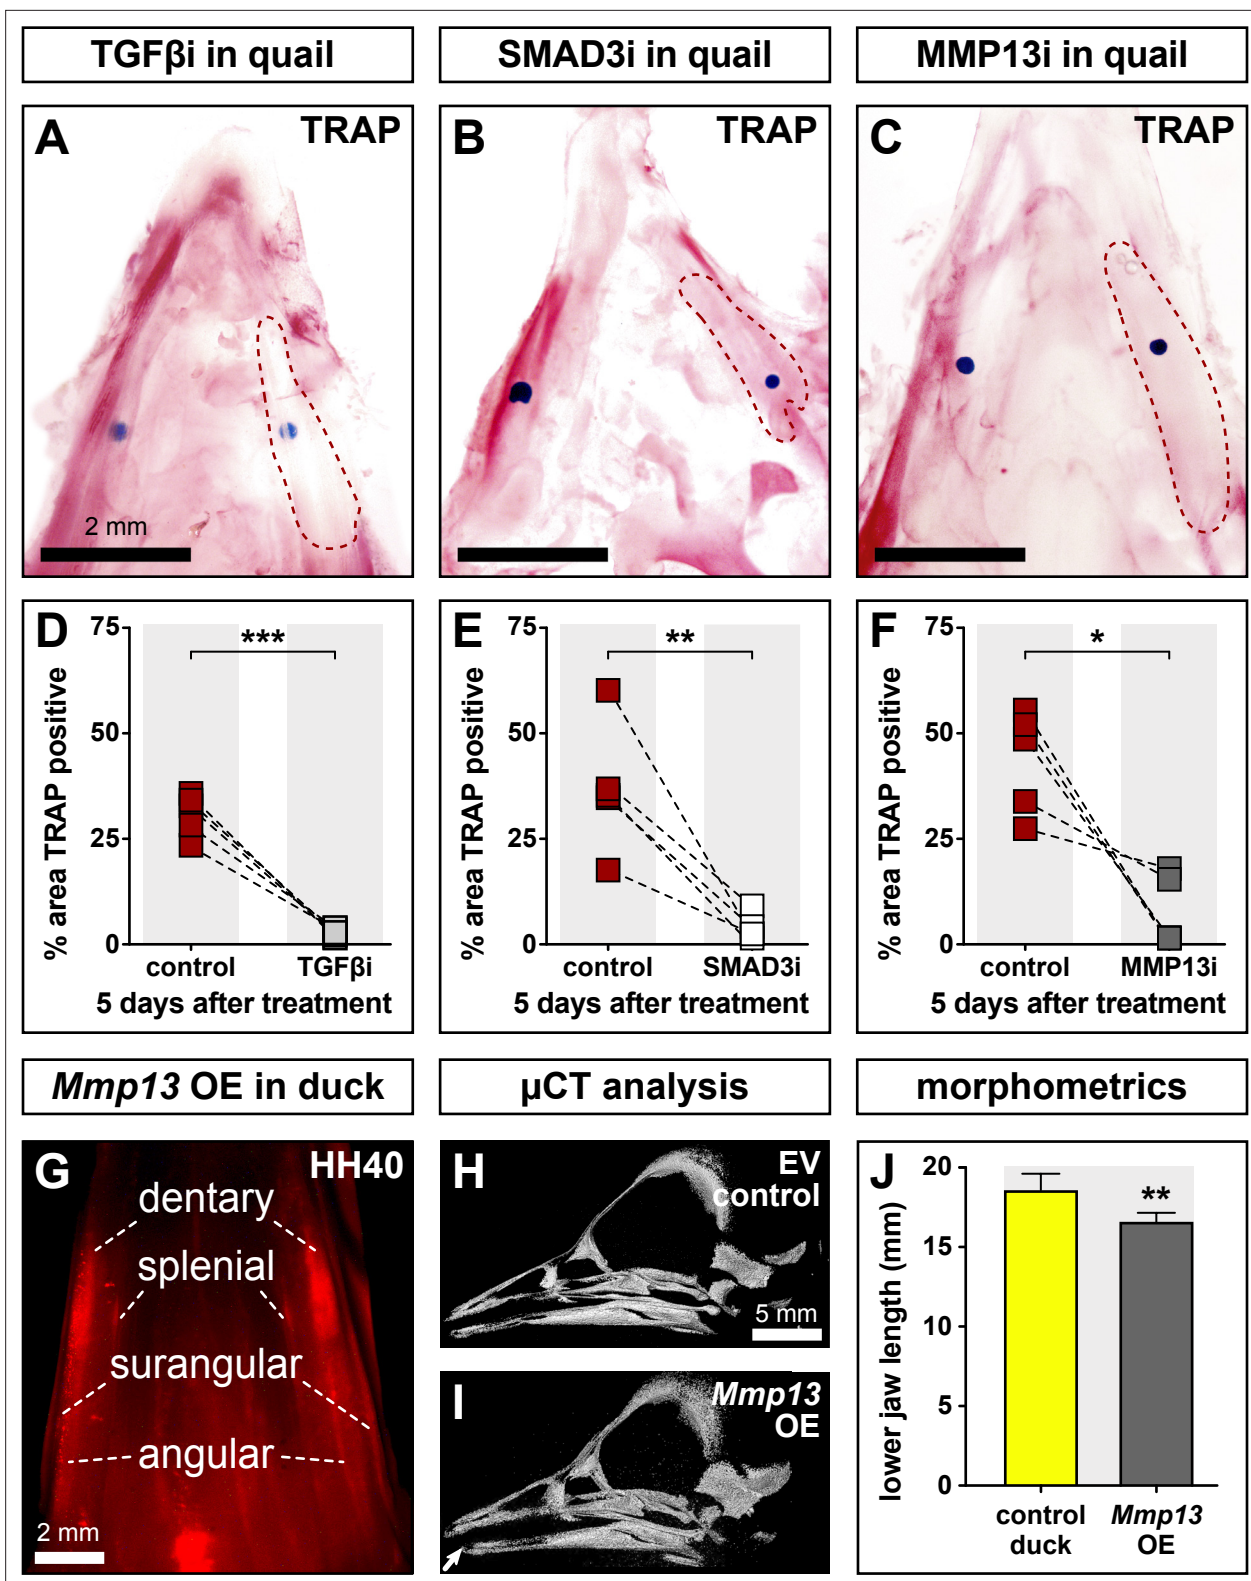 TGFβi in quail
SMAD3i in quail
MMP13i in quail
A
TRAP
2 mm
B
TRAP
C
TRAP
D
75
50
25
0
% area TRAP positive
***
control
TGFβi
5 days after treatment
E
75
50
25
0
% area TRAP positive
**
control
SMAD3i
5 days after treatment
F
75
50
25
0
% area TRAP positive
*
control
MMP13i
5 days after treatment
Mmp13 OE in duck
µCT analysis
morphometrics
G
HH40
dentary
splenial
surangular
angular
2 mm
H
EV
control
5 mm
I
Mmp13
OE
J
20
15
10
5
0
lower jaw length (mm)
**
control
duck
Mmp13
OE